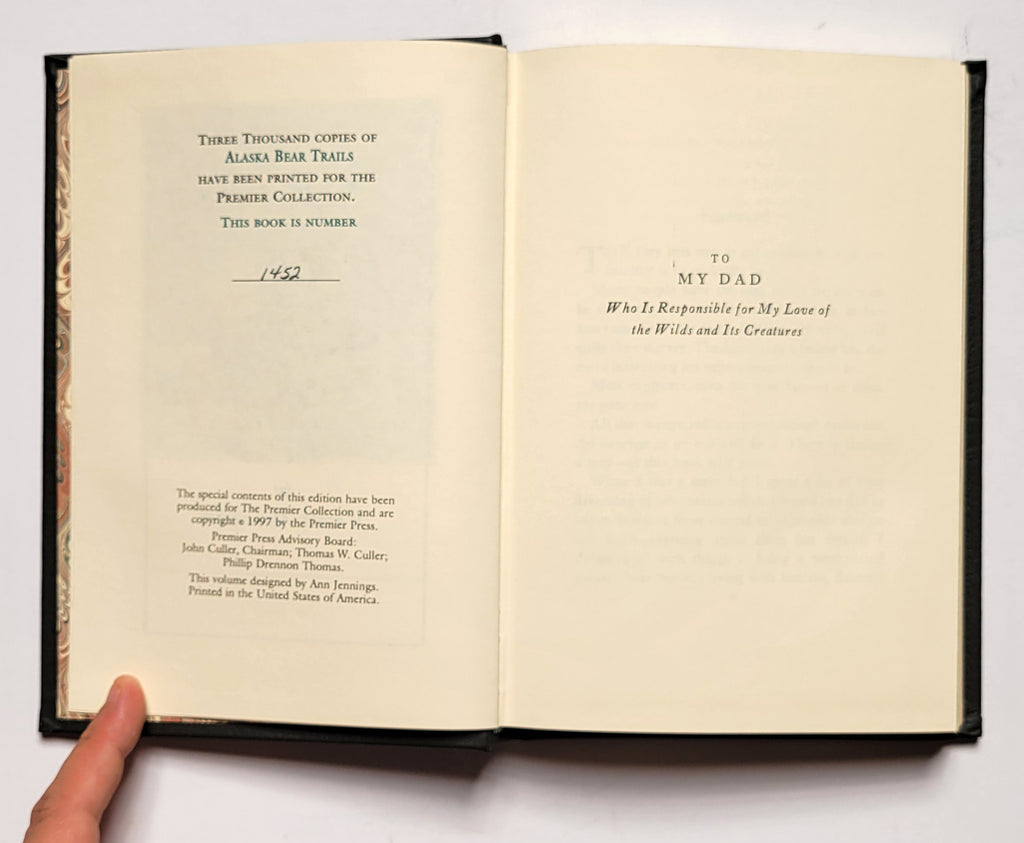 THREE THOUSAND COPIES OF
ALASKA BEAR TRAILS
HAVE BEEN PRINTED FOR THE
PREMIER COLLECTION.
THIS BOOK IS NUMBER
1452
The special contents of this edition have been
produced for The Premier Collection and are
copyright © 1997 by the Premier Press.
Premier Press Advisory Board:
John Culler, Chairman; Thomas W. Culler;
Phillip Drennon Thomas.
This volume designed by Ann Jennings.
Printed in the United States of America.
TO
MY DAD
Who Is Responsible for My Love of
the Wilds and Its Creatures